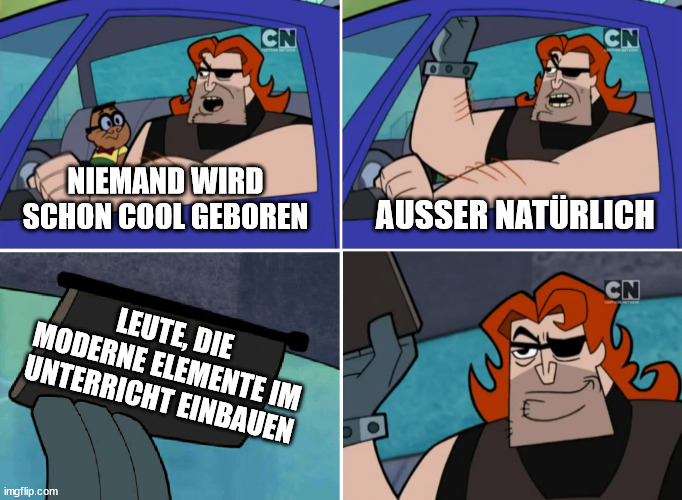 CN
CN
NIEMAND WIRD
SCHON COOL GEBOREN
AUSSER NATÜRLICH
LEUTE, DIE
MODERNE ELEMENTE IM
UNTERRICHT EINBAUEN
CN
imgflip.com